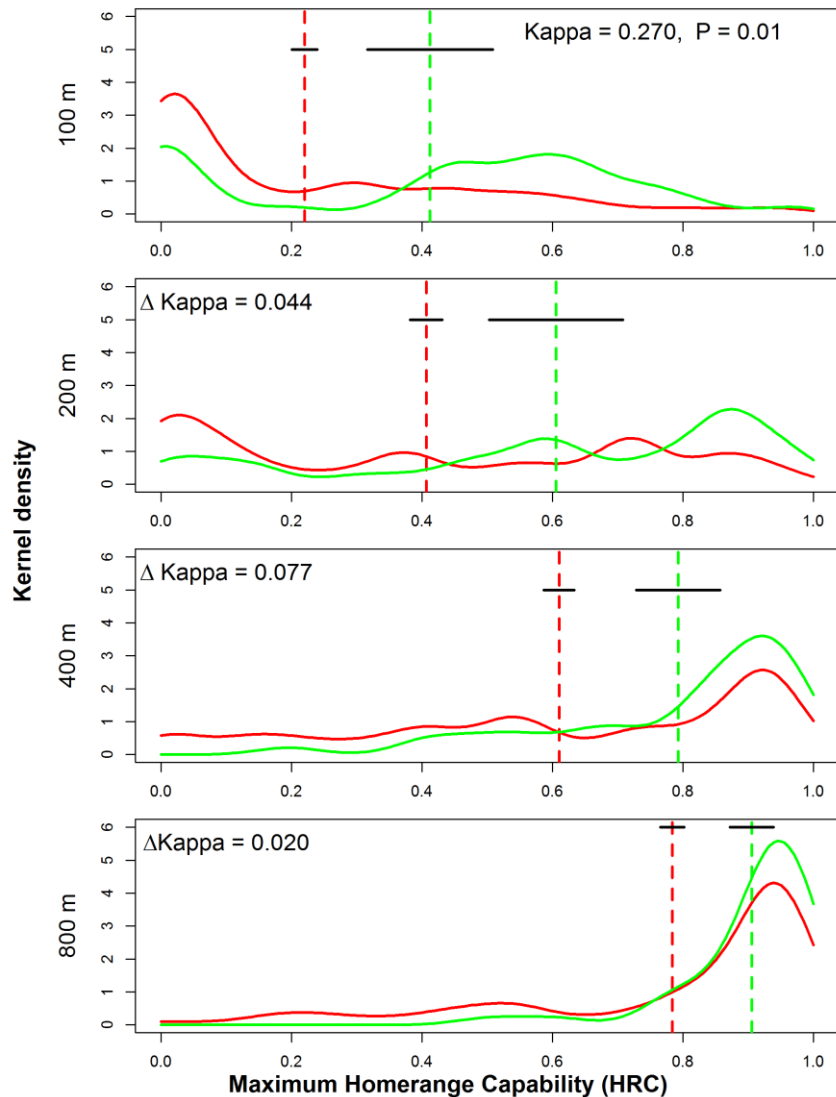 Kappa = 0.270, P = 0.01
100 m
0 1 2 3 4 5 6
0.0 0.2 0.4 0.6 0.8 1.0
Δ Kappa = 0.044
200 m
0 1 2 3 4 5 6
0.0 0.2 0.4 0.6 0.8 1.0
Kernel density
Δ Kappa = 0.077
400 m
0 1 2 3 4 5 6
0.0 0.2 0.4 0.6 0.8 1.0
ΔKappa = 0.020
800 m
0 1 2 3 4 5 6
0.0 0.2 0.4 0.6 0.8 1.0
Maximum Homerange Capability (HRC)